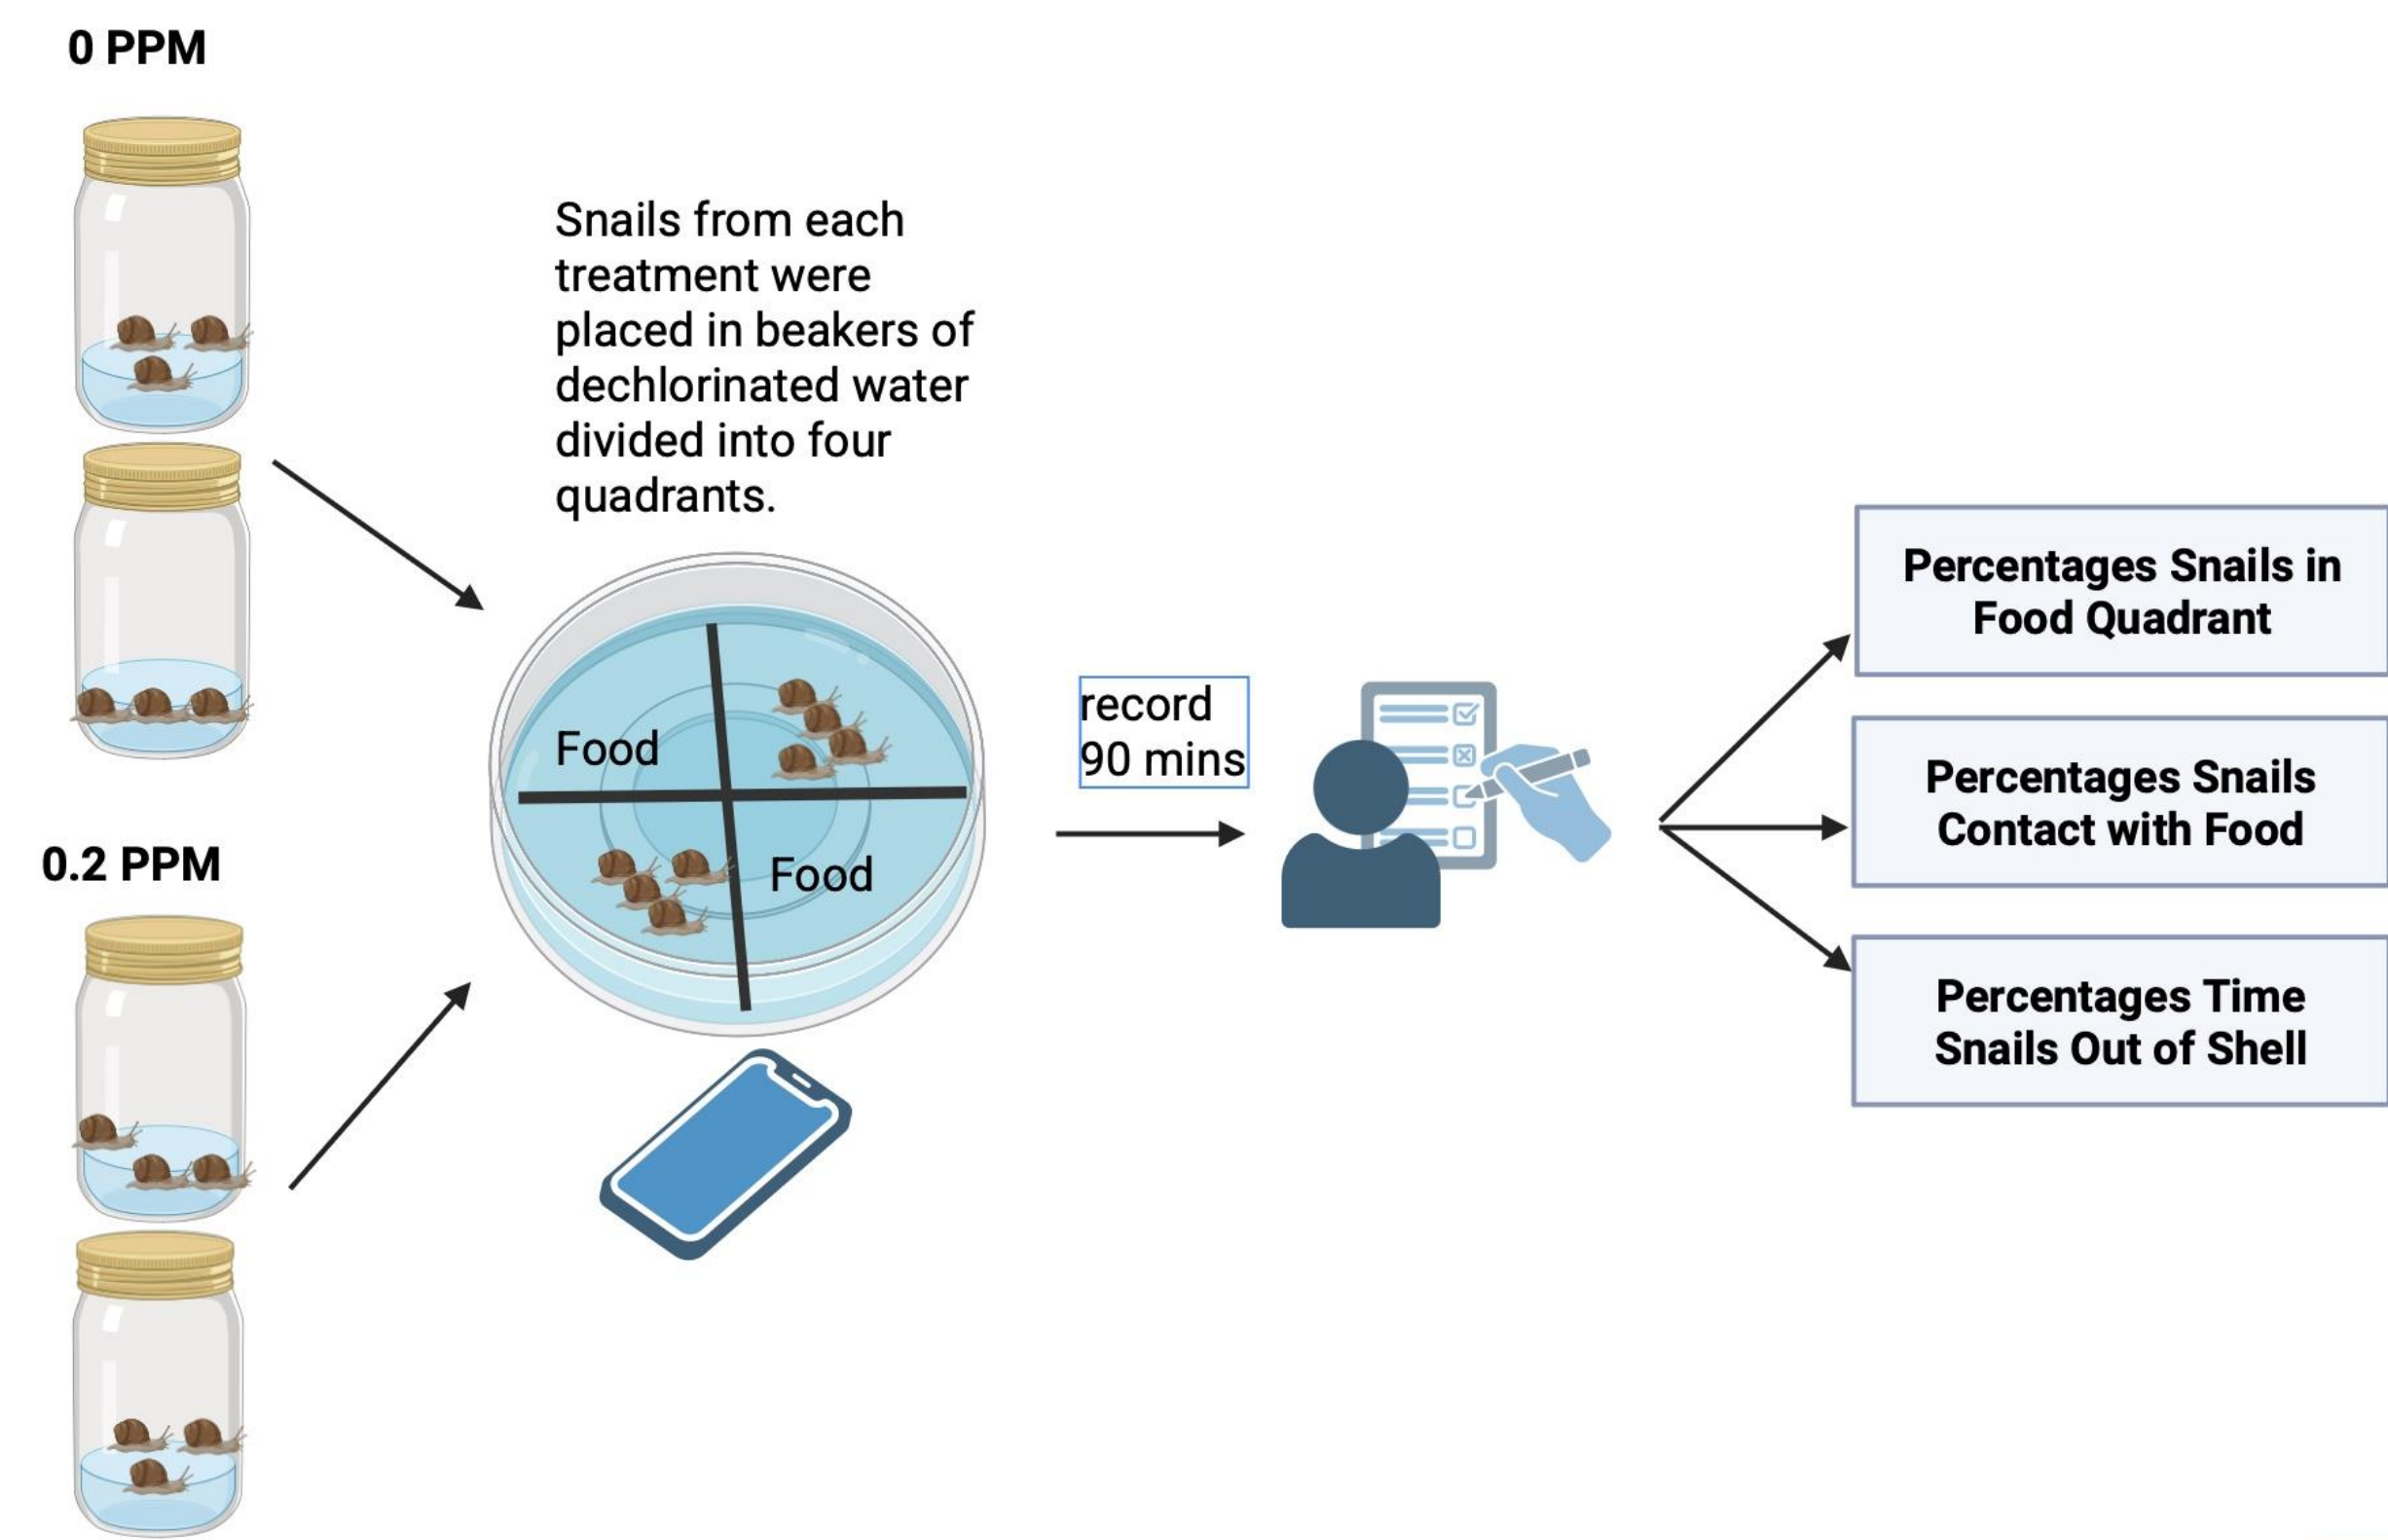 0 PPM
Snails from each
treatment were
placed in beakers of
dechlorinated water
divided into four
quadrants.
Food
Food
0.2 PPM
record
90 mins
Percentages Snails in
Food Quadrant
Percentages Snails
Contact with Food
Percentages Time
Snails Out of Shell